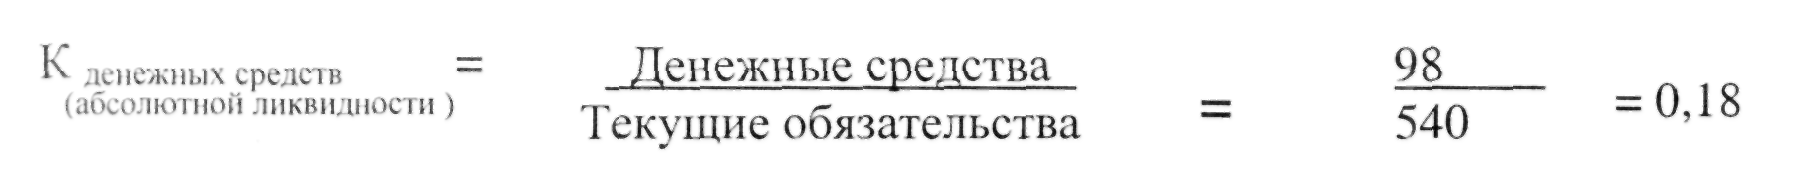 К денежных средств (абсолютной ликвидности ) = Денежные средства = 98 = 0,18
Текущие обязательства 540